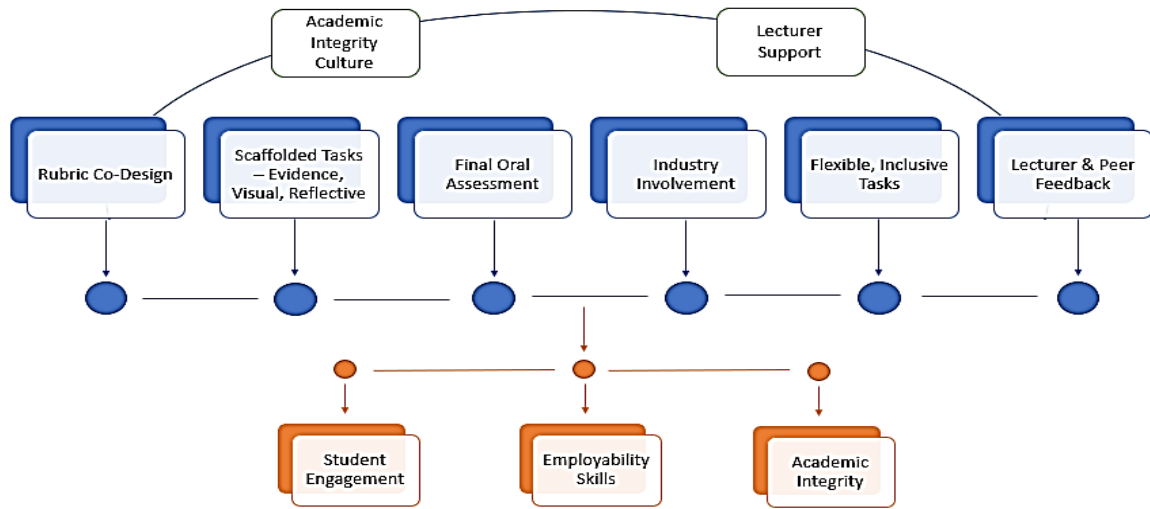 Academic
Integrity
Culture
Lecturer
Support
Rubric Co-Design
Scaffolded Tasks
– Evidence,
Visual, Reflective
Final Oral
Assessment
Industry
Involvement
Flexible, Inclusive
Tasks
Lecturer & Peer
Feedback
Student
Engagement
Employability
Skills
Academic
Integrity